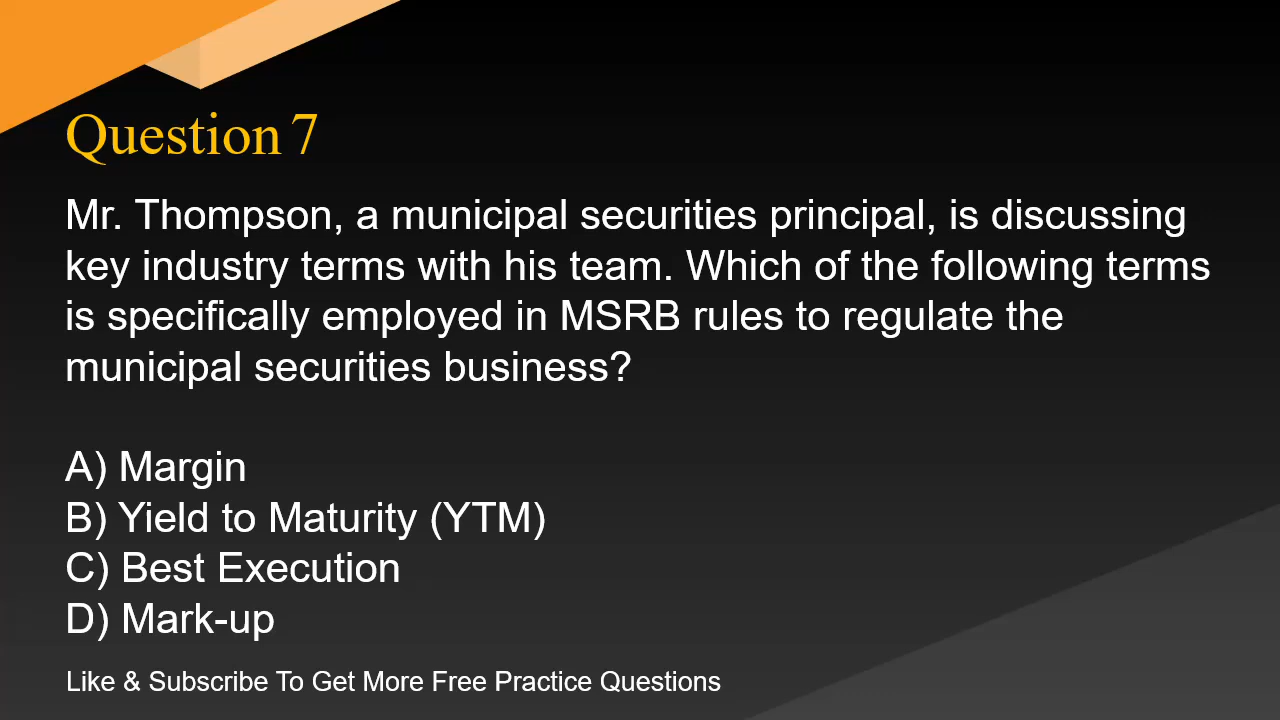 Question 7
Mr. Thompson, a municipal securities principal, is discussing
key industry terms with his team. Which of the following terms
is specifically employed in MSRB rules to regulate the
municipal securities business?
A) Margin
B) Yield to Maturity (YTM)
C) Best Execution
D) Mark-up
Like & Subscribe To Get More Free Practice Questions